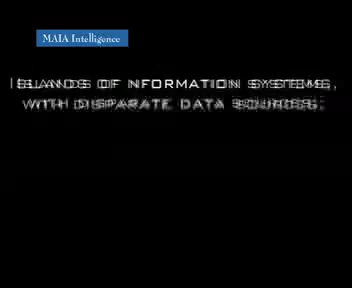 MAIA Intelligence
ISLANDS OF INFORMATION SYSTEMS,
WITH DISPARATE DATA SOURCES.